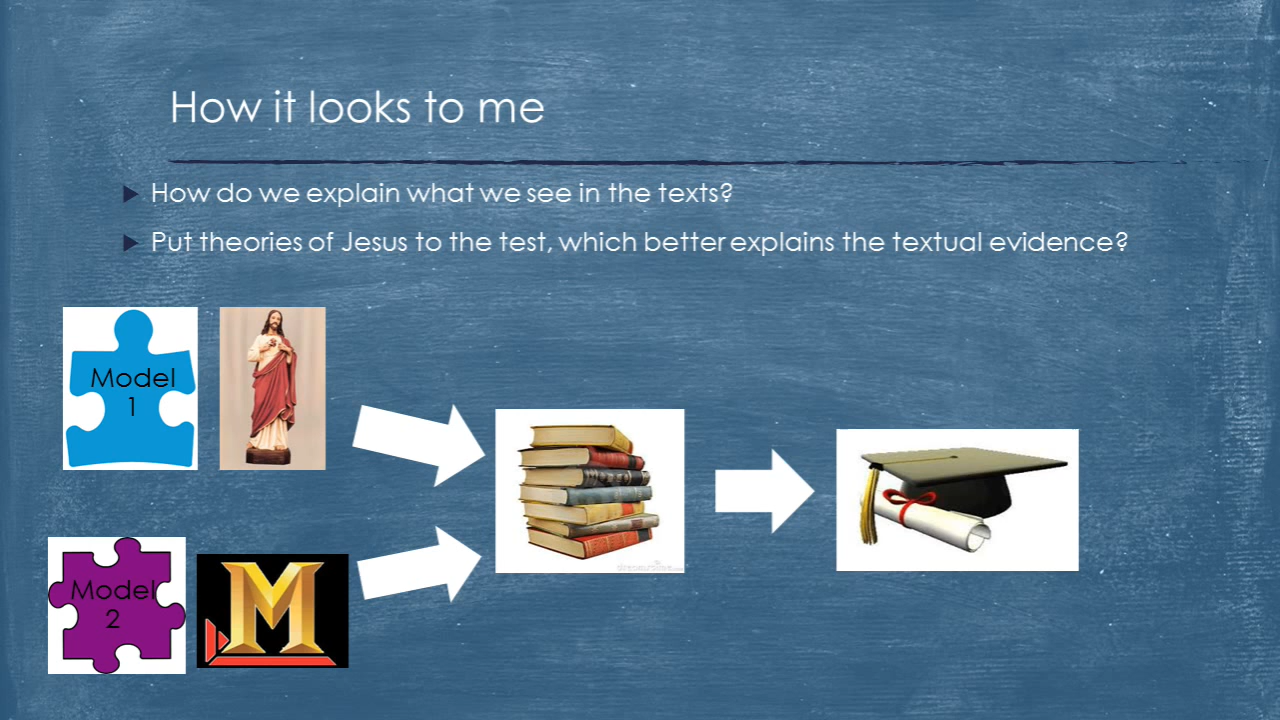 How it looks to me
How do we explain what we see in the texts?
Put theories of Jesus to the test, which better explains the textual evidence?
Model
1
Model
2
M